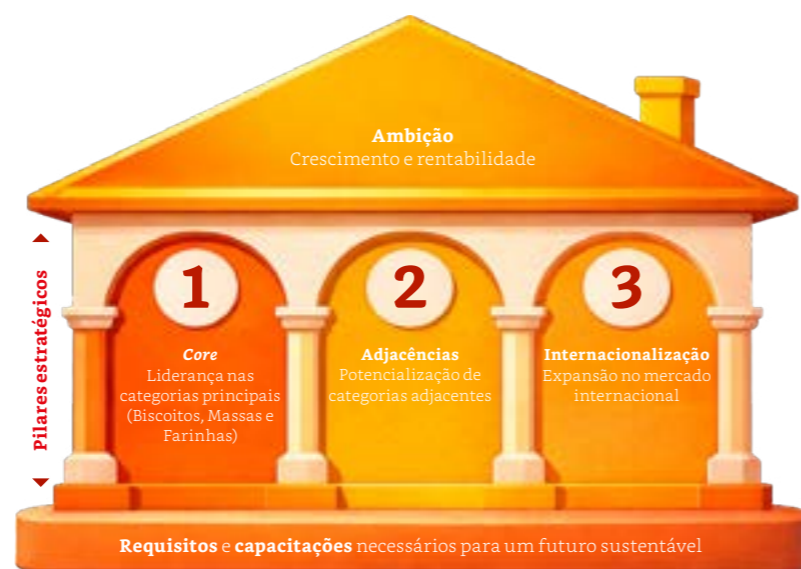 Ambição
Crescimento e rentabilidade
Pilares estratégicos
1
Core
Liderança nas
categorias principais
(Biscoitos, Massas e
Farinhas)
2
Adjacências
Potencialização de
categorias adjacentes
3
Internacionalização
Expansão no mercado
internacional
Requisitos e capacitações necessários para um futuro sustentável